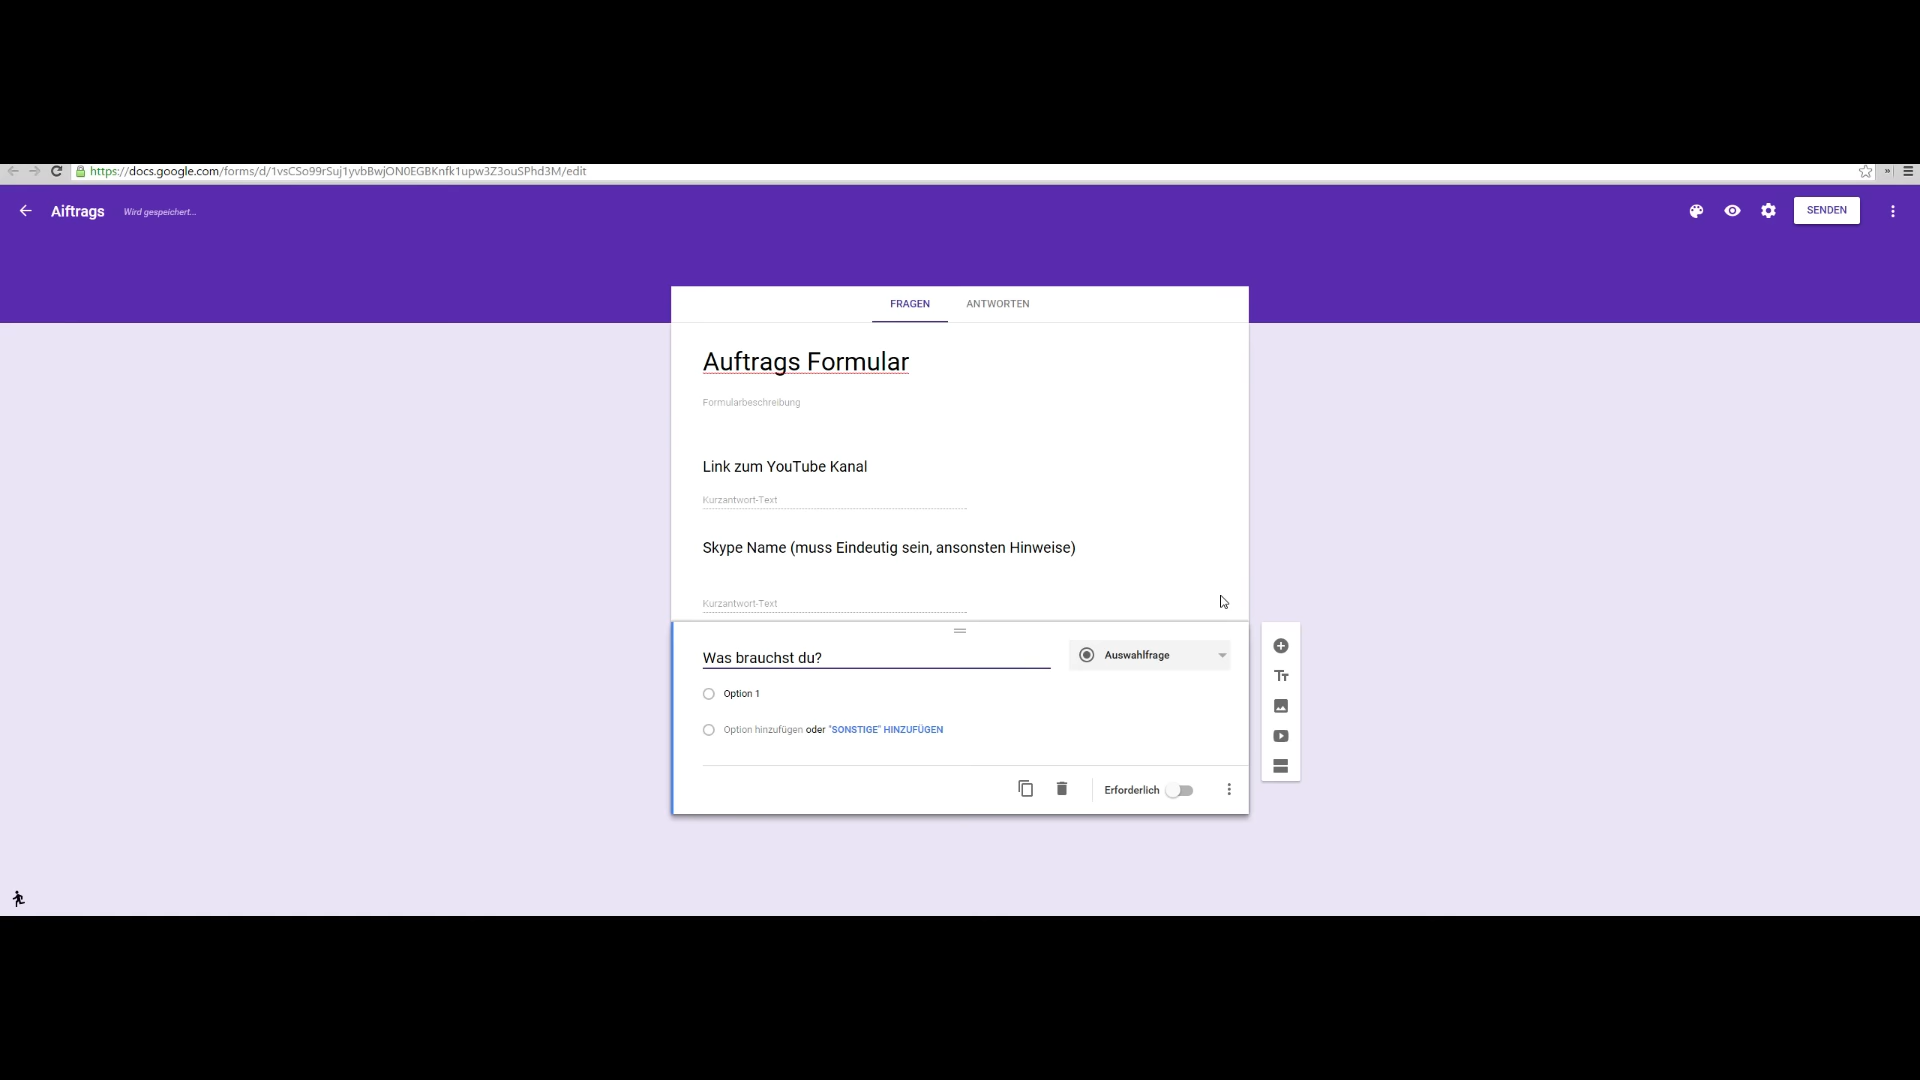 https://docs.google.com/forms/d/1vsCSo99rSuj1yvbBwjON0EGBKnfk1upw3Z3ouSPhd3M/edit
»
Aiftrags Wird gespeichert...
SENDEN
FRAGEN ANTWORTEN
Auftrags Formular
Formularbeschreibung
Link zum YouTube Kanal
Kurzantwort-Text
Skype Name (muss Eindeutig sein, ansonsten Hinweise)
Kurzantwort-Text
Was brauchst du? Auswahlfrage
Option 1
Option hinzufügen oder "SONSTIGE" HINZUFÜGEN
Erforderlich
Tт